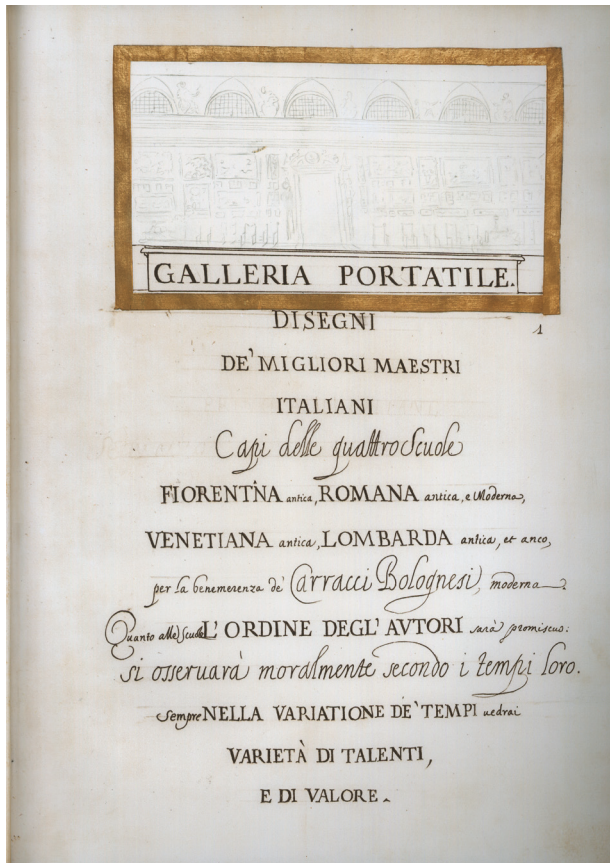 GALLERIA PORTATILE.
DISEGNI
1
DE' MIGLIORI MAESTRI
ITALIANI
Capi delle quattro Scuole
FIORENTINA antica, ROMANA antica, e Moderna,
VENETIANA antica, LOMBARDA antica, et anco,
per la benemerenza de' Carracci Bolognesi, moderna
Quanto alle Scuole L'ORDINE DEGL'AVTORI sarà promiscuo:
si osseruarà moralmente secondo i tempi loro.
Sempre NELLA VARIATIONE DE' TEMPI uedrai
VARIETÀ DI TALENTI,
E DI VALORE.